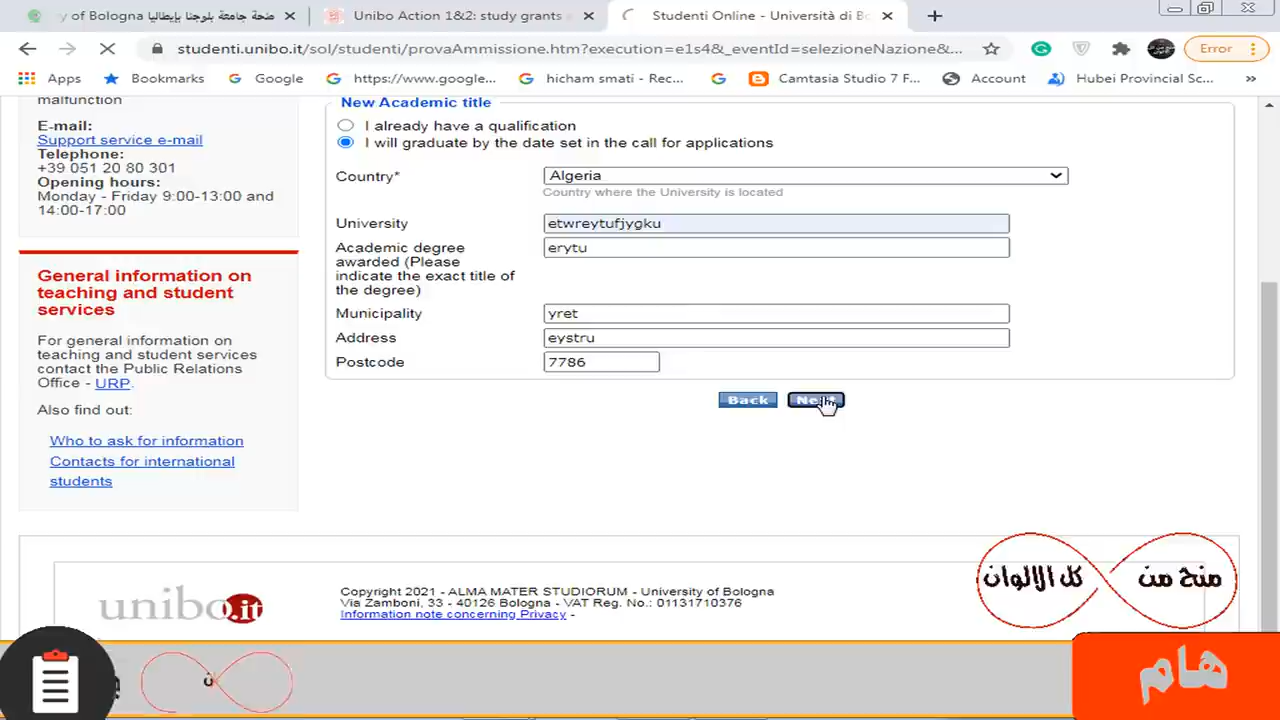 y of Bologna منحة جامعة بلوجنا بإيطاليا
Unibo Action 1&2: study grants
Studenti Online - Università di Bo
studenti.unibo.it/sol/studenti/provaAmmissione.htm?execution=e1s4&_eventId=selezioneNazione&...
Error
Apps
Bookmarks
Google
https://www.google...
hicham smati - Rec...
Camtasia Studio 7 F...
Account
Hubei Provincial Sc...
»
malfunction
E-mail:
Support service e-mail
Telephone:
+39 051 20 80 301
Opening hours:
Monday - Friday 9:00-13:00 and
14:00-17:00
General information on
teaching and student
services
For general information on
teaching and student services
contact the Public Relations
Office - URP.
Also find out:
Who to ask for information
Contacts for international
students
New Academic title
I already have a qualification
I will graduate by the date set in the call for applications
Country*
Algeria
Country where the University is located
University
etwreytufjygku
Academic degree
awarded (Please
indicate the exact title of
the degree)
erytu
Municipality
yret
Address
eystru
Postcode
7786
Back
Next
unibo.it
Copyright 2021 - ALMA MATER STUDIORUM - University of Bologna
Via Zamboni, 33 - 40126 Bologna - VAT Reg. No.: 01131710376
Information note concerning Privacy -
منح من كل الالوان
هام